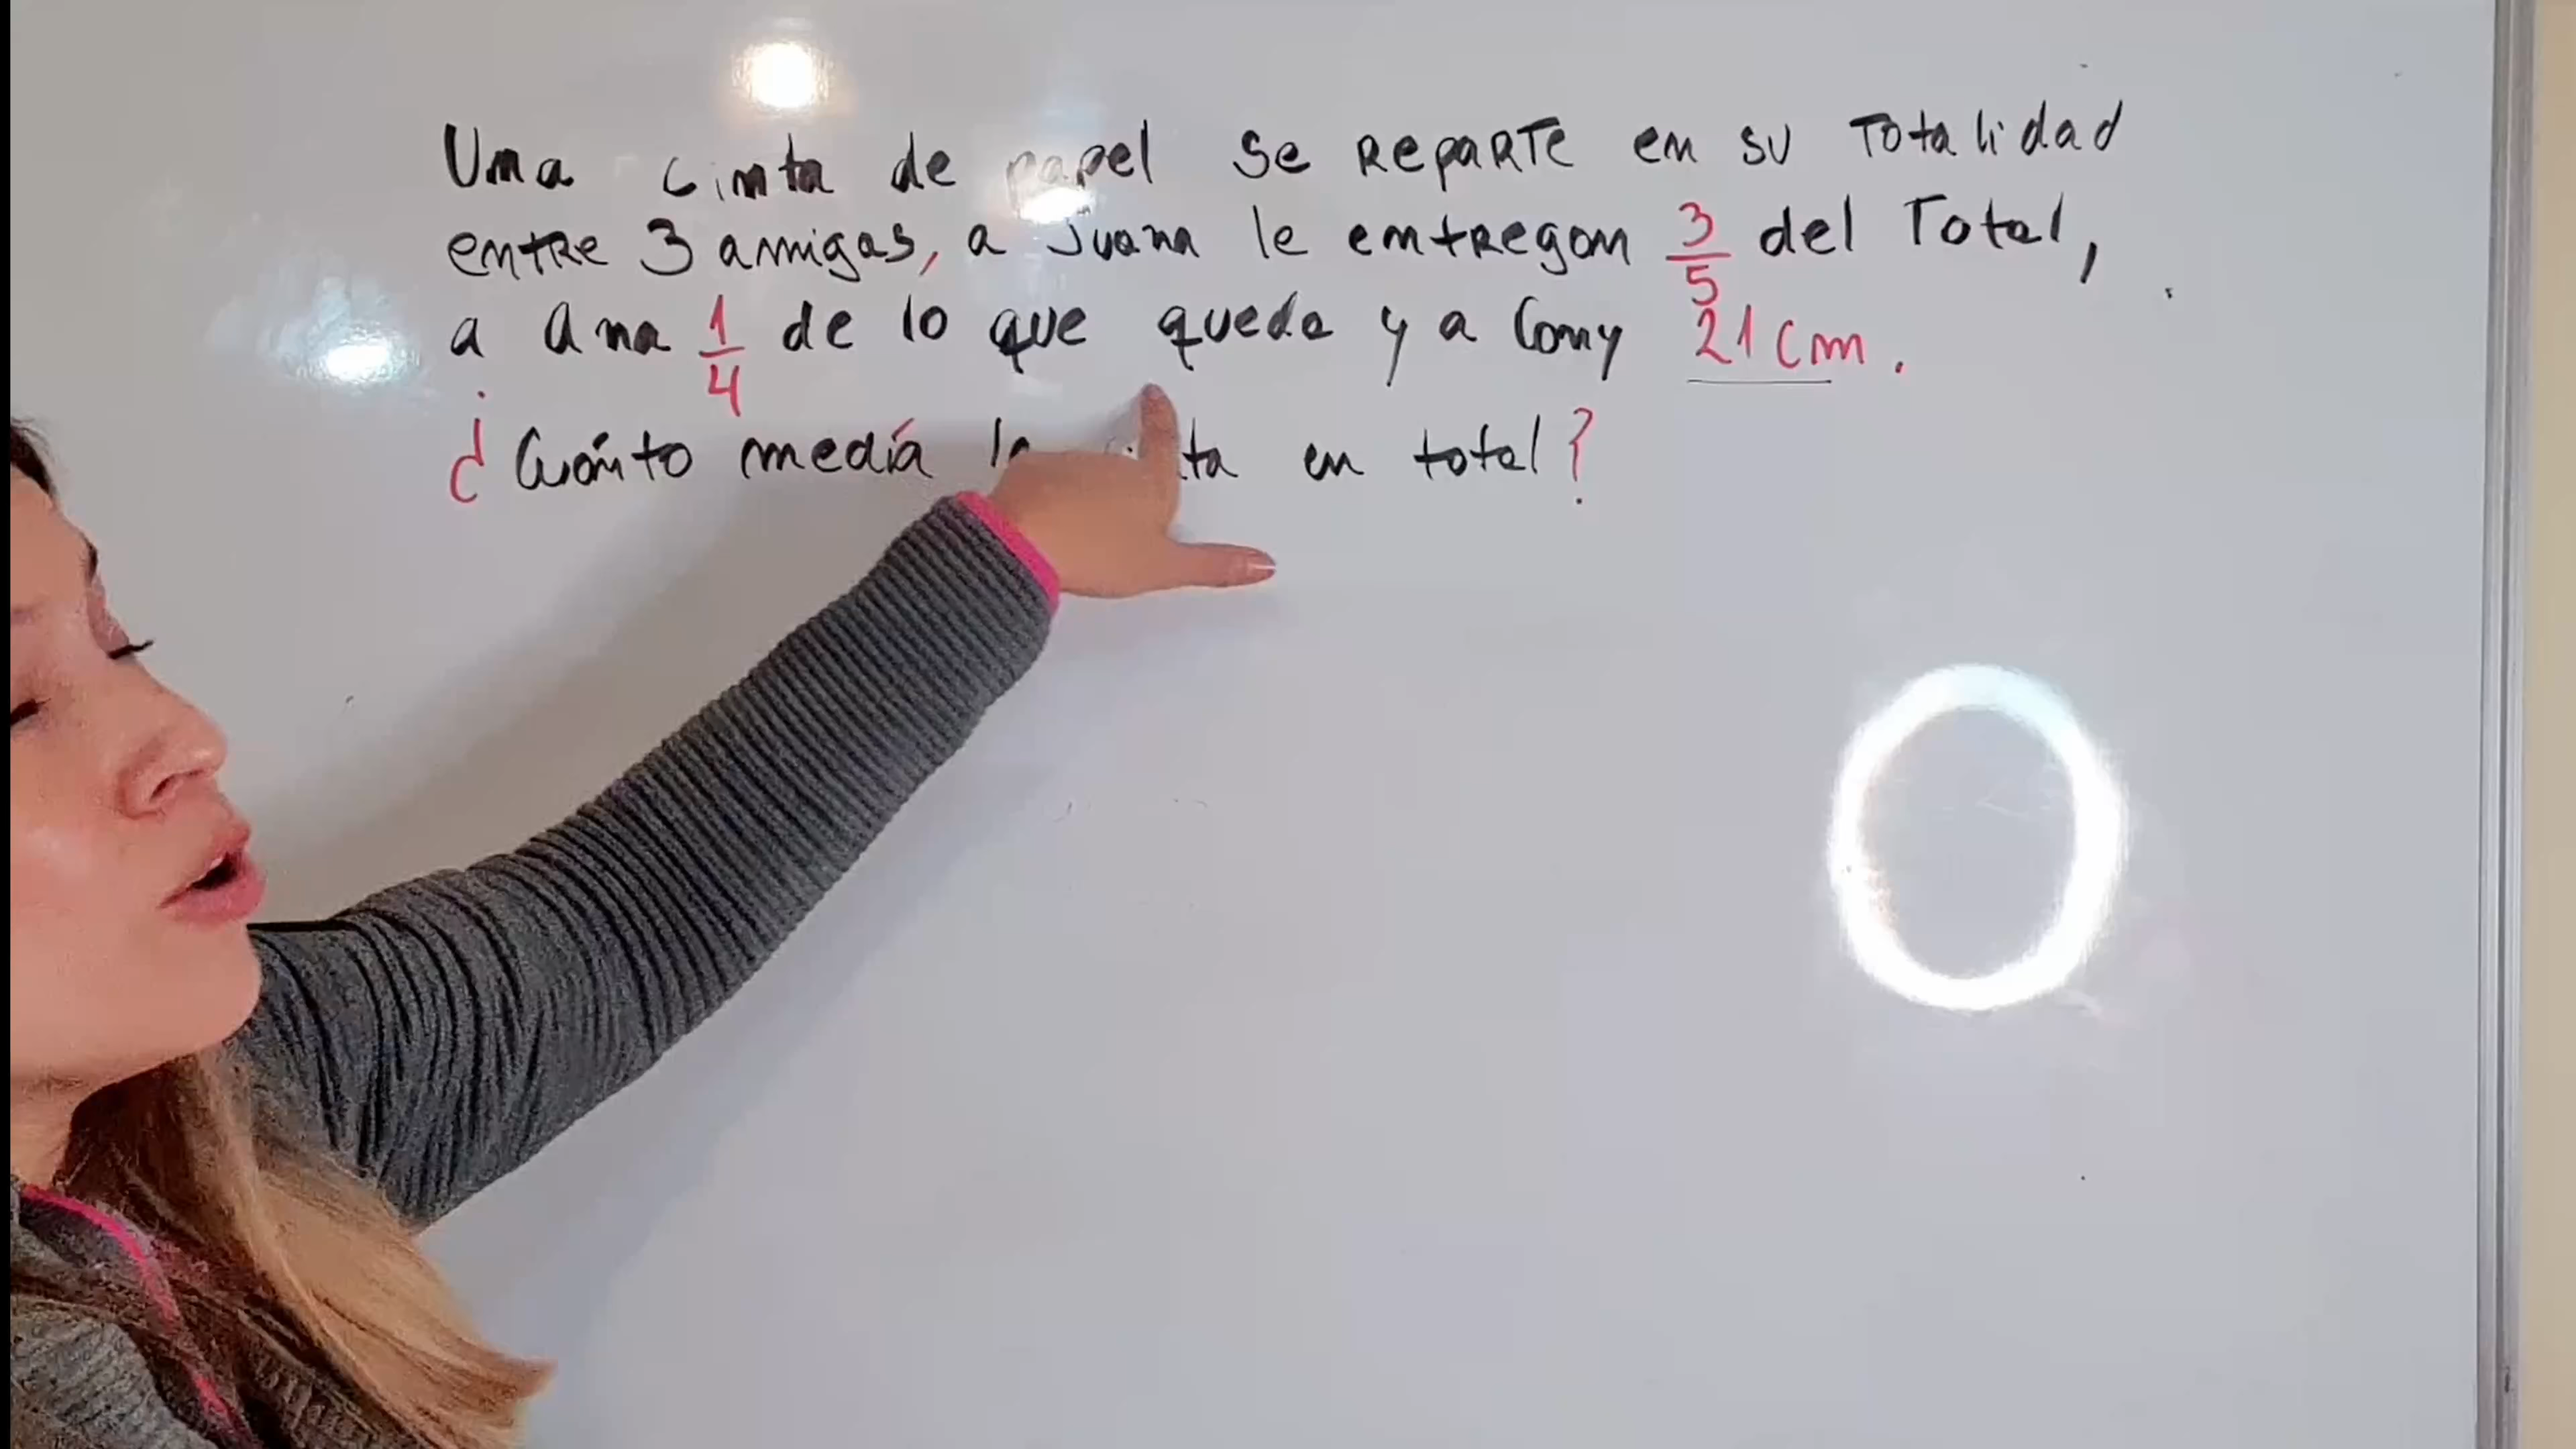 Una cinta de papel se REPARTE en su Totalidad
entre 3 amigas, a Juana le entregan 3/5 del Total,
a Ana 1/4 de lo que queda y a Cony 21 cm.
¿Cuánto medía en total?